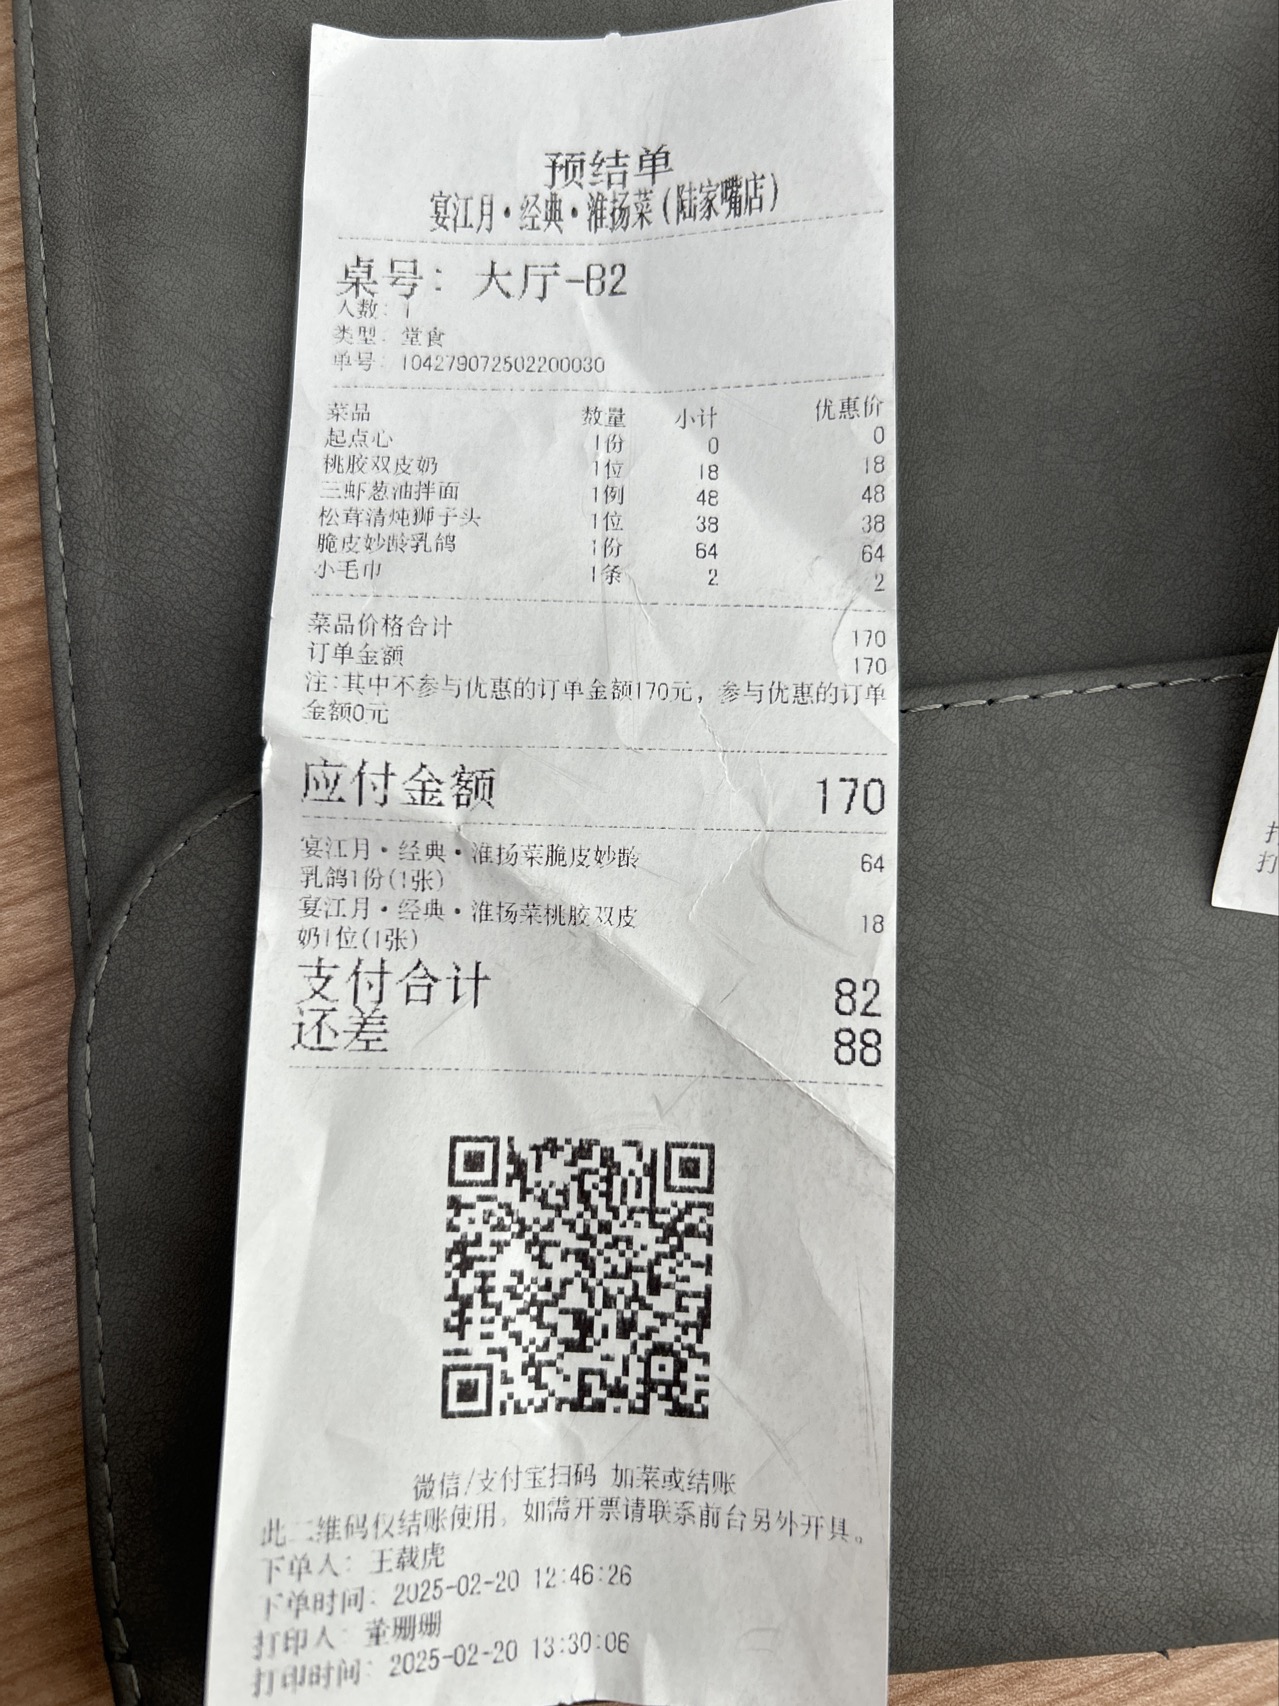 预结单
宴江月·经典·淮扬菜(陆家嘴店)
桌号: 大厅-B2
人数: 1
类型: 堂食
单号: 104279072502200030
菜品 数量 小计 优惠价
起点心 1份 0 0
桃胶双皮奶 1位 18 18
三虾葱油拌面 1例 48 48
松茸清炖狮子头 1位 38 38
脆皮妙龄乳鸽 1份 64 64
小毛巾 1条 2 2
菜品价格合计 170
订单金额 170
注:其中不参与优惠的订单金额170元, 参与优惠的订单
金额0元
应付金额 170
宴江月·经典·淮扬菜脆皮妙龄 64
乳鸽1份(1张)
宴江月·经典·淮扬菜桃胶双皮 18
奶1位(1张)
支付合计 82
还差 88
微信/支付宝扫码 加菜或结账
此二维码仅结账使用, 如需开票请联系前台另外开具。
下单人: 王载虎
下单时间: 2025-02-20 12:46:26
打印人: 董珊珊
打印时间: 2025-02-20 13:30:06
打